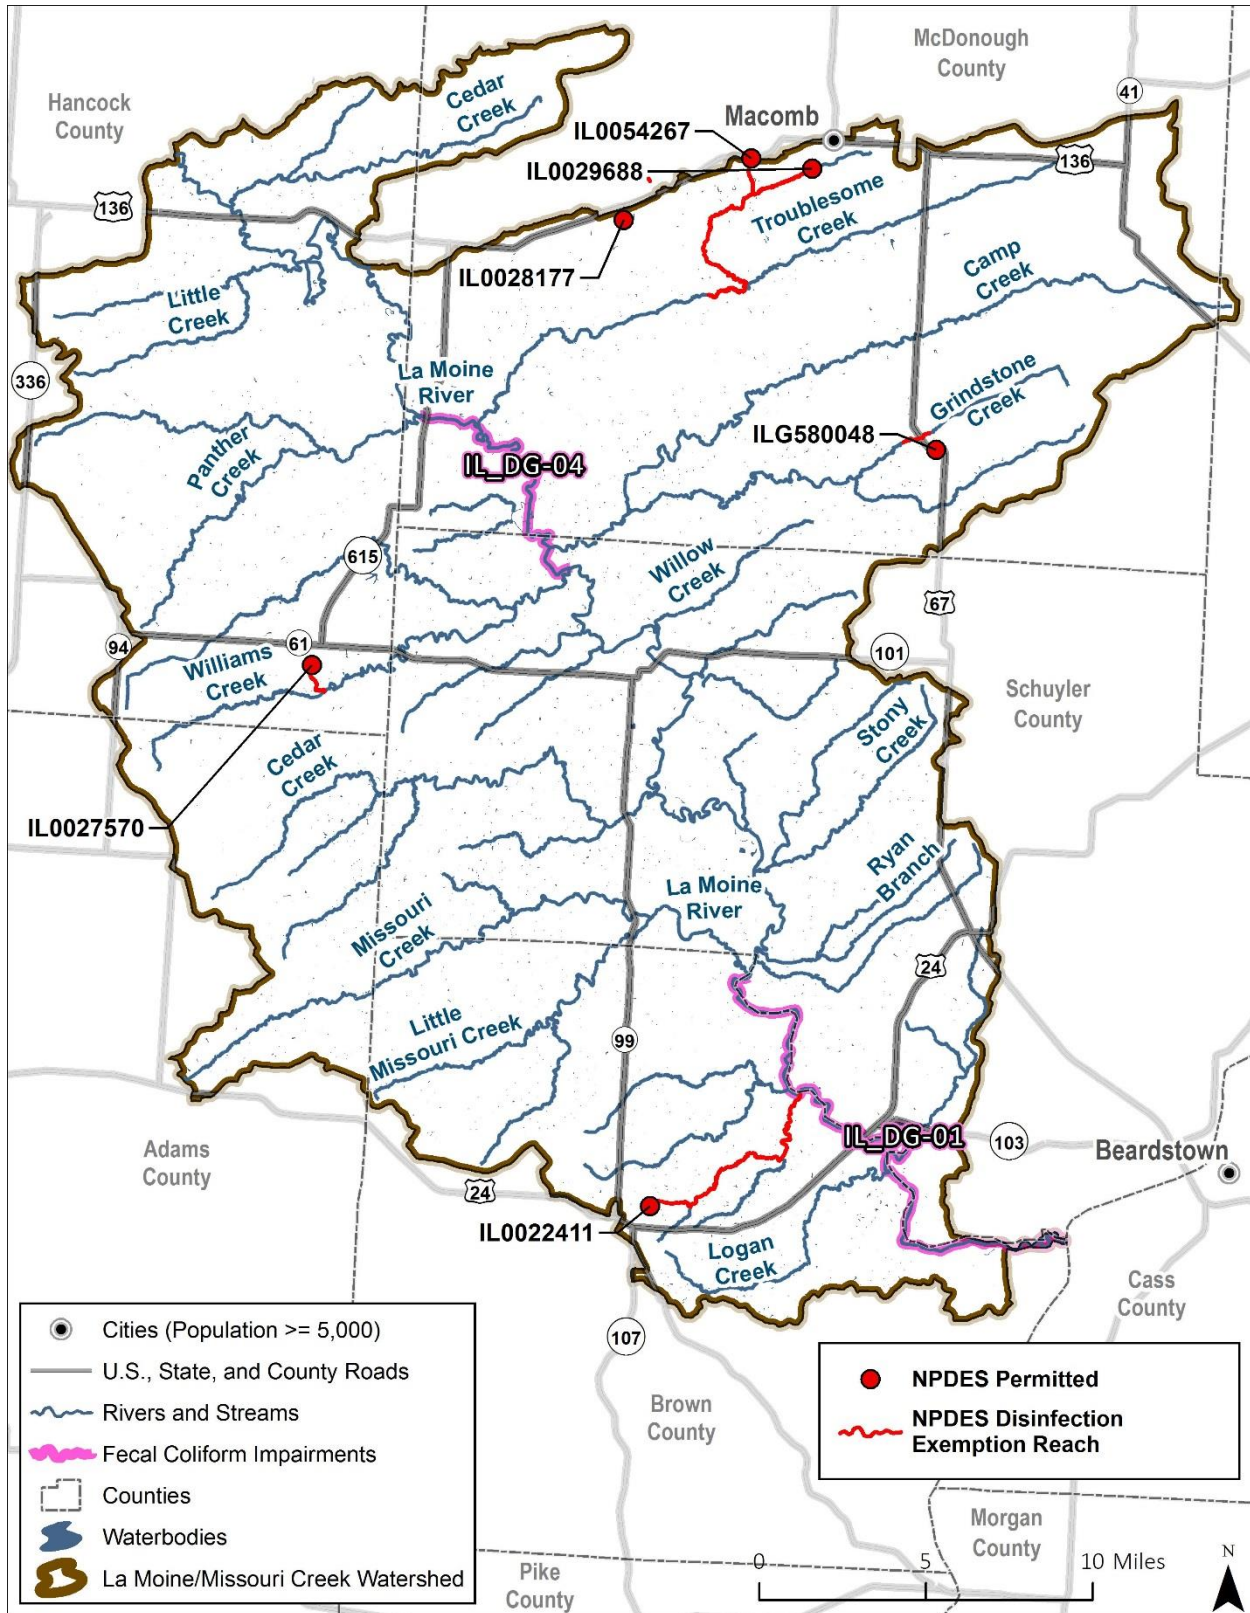 McDonough
County
Hancock
County
Cedar
Creek
41
Macomb
IL0054267
IL0029688
136
136
Troublesome
Creek
IL0028177
Camp
Creek
Little
Creek
336
La Moine
River
Grindstone
Creek
ILG580048
Panther
Creek
IL_DG-04
615
Willow
Creek
67
94
61
101
Williams
Creek
Schuyler
County
Stony
Creek
Cedar
Creek
IL0027570
Ryan
Branch
La Moine
River
Missouri
Creek
24
Little
Missouri Creek
99
IL_DG-01
103
Beardstown
Adams
County
24
IL0022411
Logan
Creek
Cass
County
107
Brown
County
Morgan
County
Pike
County
Cities (Population >= 5,000)
U.S., State, and County Roads
Rivers and Streams
Fecal Coliform Impairments
Counties
Waterbodies
La Moine/Missouri Creek Watershed
NPDES Permitted
NPDES Disinfection
Exemption Reach
0 5 10 Miles
N